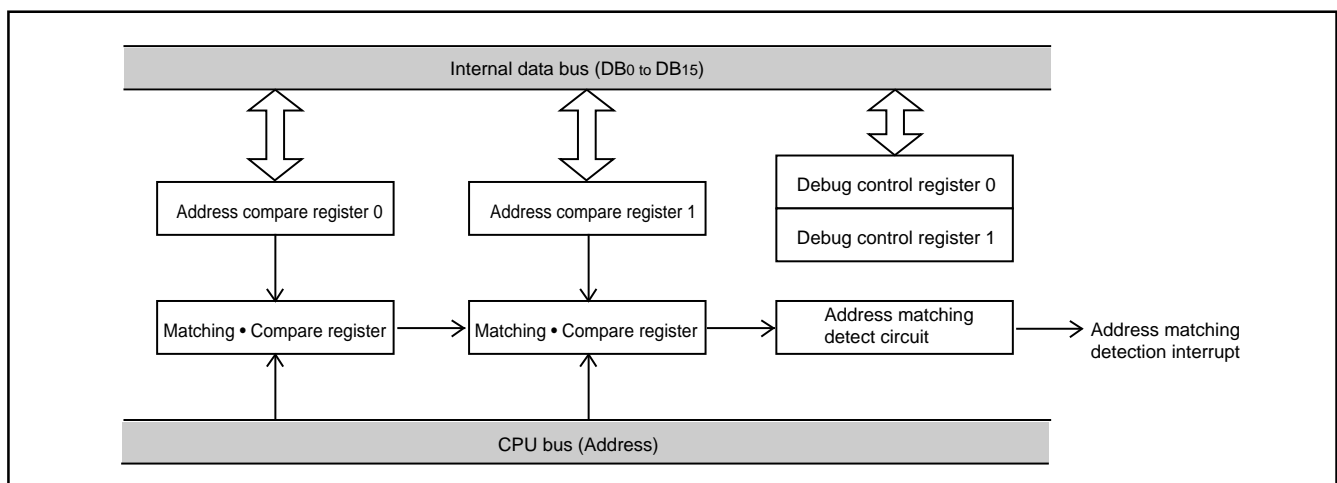 Internal data bus (DB0 to DB15)
Address compare register 0
Address compare register 1
Debug control register 0
Debug control register 1
Matching • Compare register
Matching • Compare register
Address matching
detect circuit
Address matching
detection interrupt
CPU bus (Address)